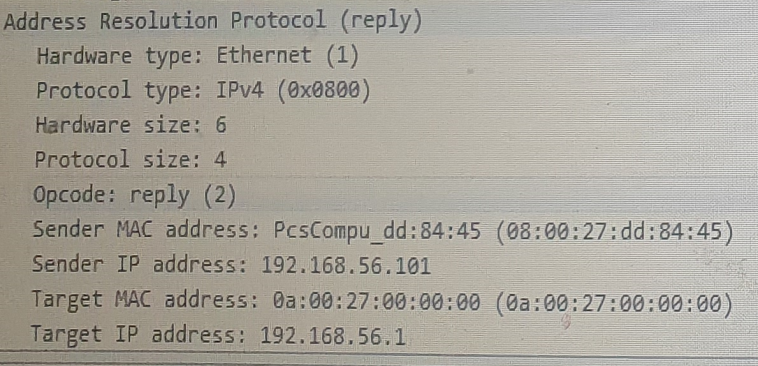 Address Resolution Protocol (reply)
Hardware type: Ethernet (1)
Protocol type: IPv4 (0x0800)
Hardware size: 6
Protocol size: 4
Opcode: reply (2)
Sender MAC address: PcsCompu_dd:84:45 (08:00:27:dd:84:45)
Sender IP address: 192.168.56.101
Target MAC address: 0a:00:27:00:00:00 (0a:00:27:00:00:00)
Target IP address: 192.168.56.1